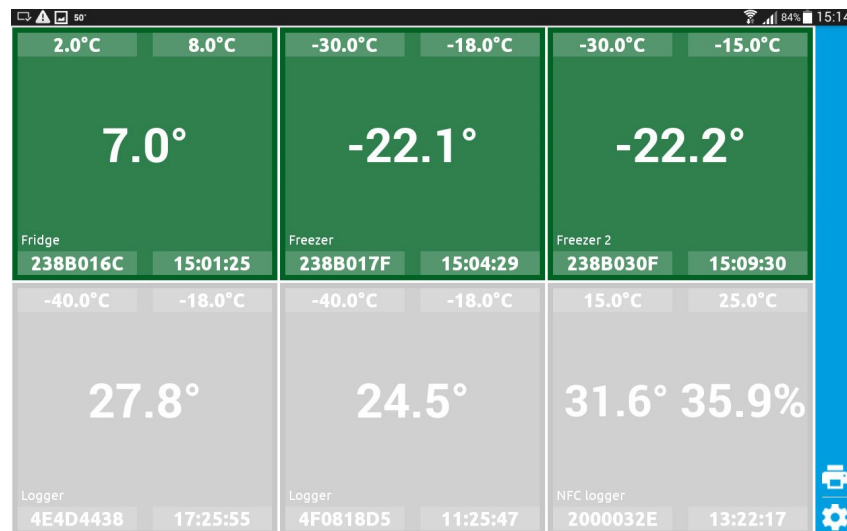 50° 84% 15:14
2.0°C 8.0°C -30.0°C -18.0°C -30.0°C -15.0°C
7.0° -22.1° -22.2°
Fridge Freezer Freezer 2
238B016C 15:01:25 238B017F 15:04:29 238B030F 15:09:30
-40.0°C -18.0°C -40.0°C -18.0°C 15.0°C 25.0°C
27.8° 24.5° 31.6° 35.9%
Logger Logger NFC logger
4E4D4438 17:25:55 4F0818D5 11:25:47 2000032E 13:22:17